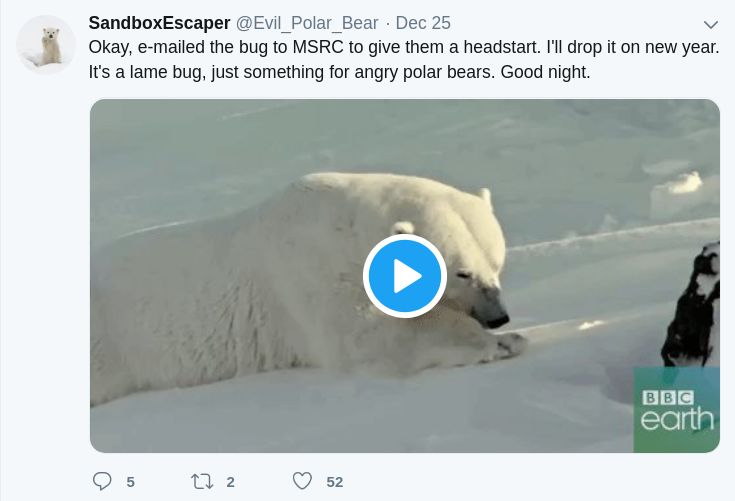 SandboxEscaper @Evil_Polar_Bear · Dec 25
Okay, e-mailed the bug to MSRC to give them a headstart. I'll drop it on new year.
It's a lame bug, just something for angry polar bears. Good night.
BBC
earth
5 2 52